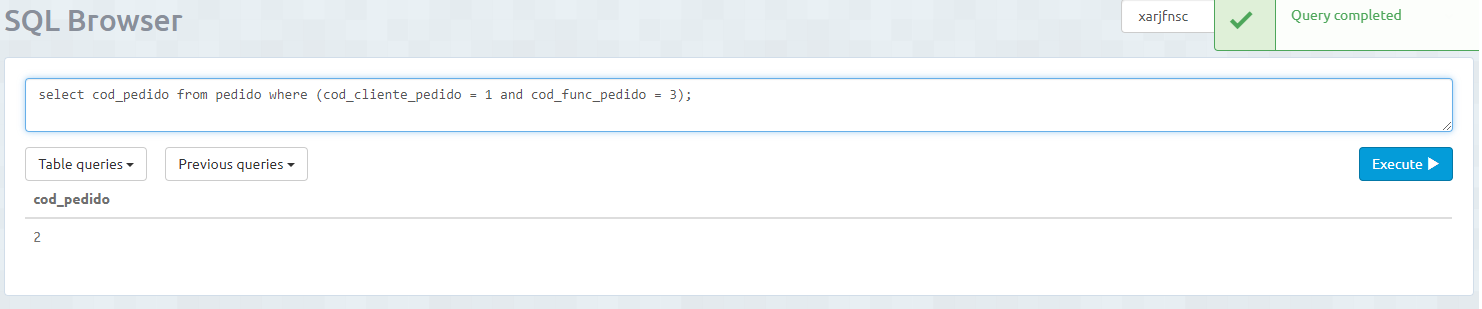 SQL Browser
xarjfnsc
Query completed
select cod_pedido from pedido where (cod_cliente_pedido = 1 and cod_func_pedido = 3);
Table queries
Previous queries
Execute
cod_pedido
2